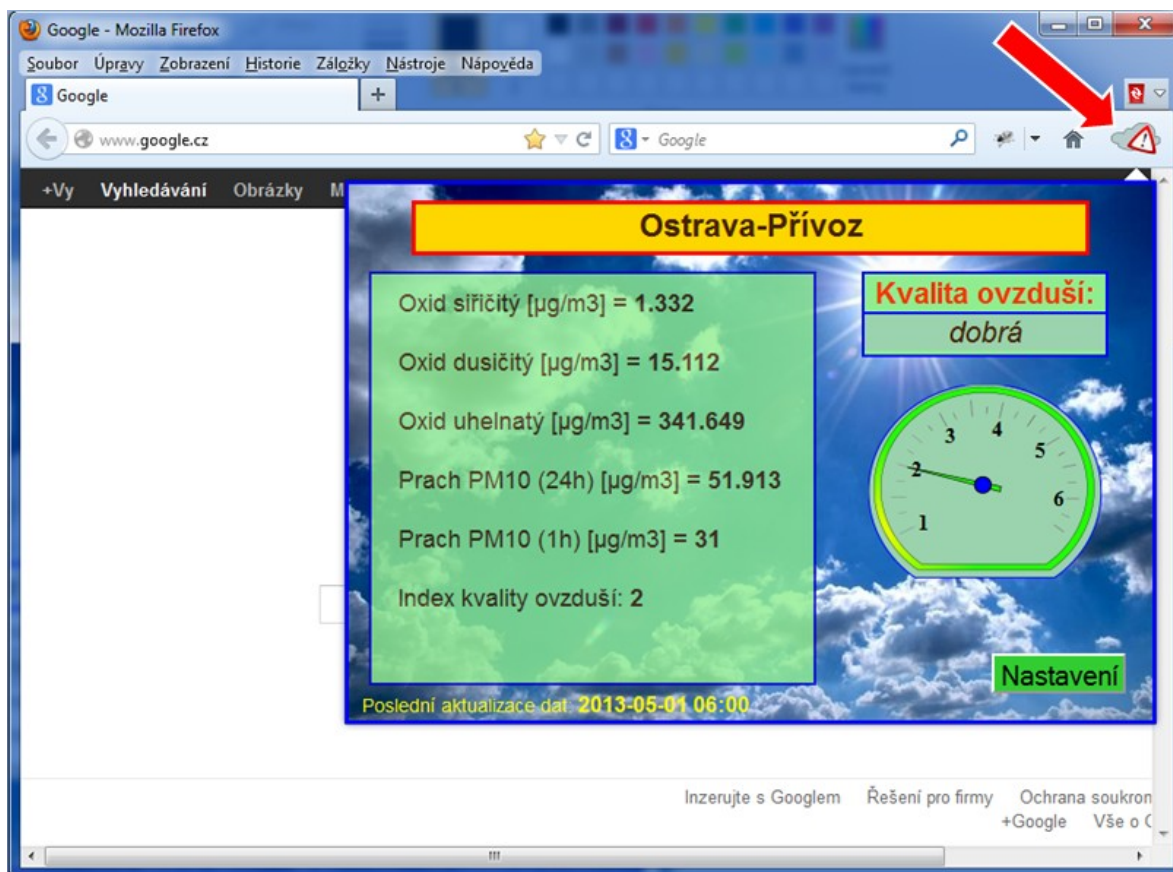 Google - Mozilla Firefox
Soubor Úpravy Zobrazení Historie Záložky Nástroje Nápověda
Google
www.google.cz
Google
+Vy Vyhledávání Obrázky M
Ostrava-Přívoz
Oxid siřičitý [µg/m3] = 1.332
Oxid dusičitý [µg/m3] = 15.112
Oxid uhelnatý [µg/m3] = 341.649
Prach PM10 (24h) [µg/m3] = 51.913
Prach PM10 (1h) [µg/m3] = 31
Index kvality ovzduší: 2
Kvalita ovzduší:
dobrá
1 2 3 4 5 6
Nastavení
Poslední aktualizace dat: 2013-05-01 06:00
Inzerujte s Googlem Řešení pro firmy Ochrana soukron
+Google Vše o